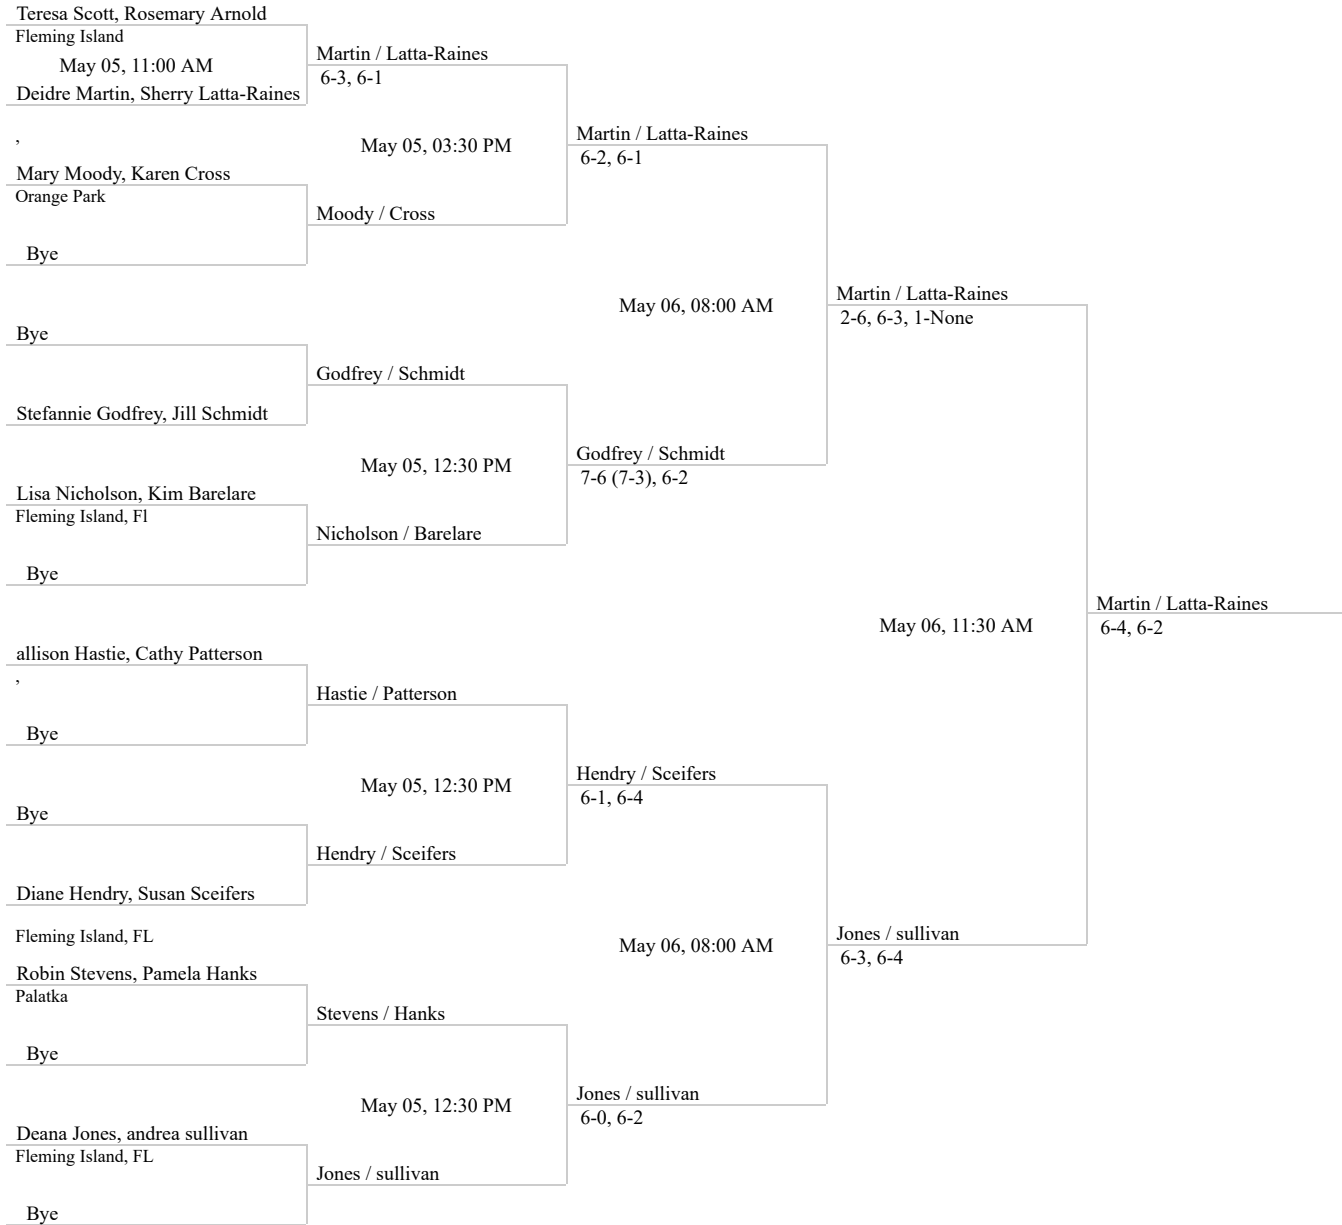 Teresa Scott, Rosemary Arnold
Fleming Island
May 05, 11:00 AM
Deidre Martin, Sherry Latta-Raines
,
Mary Moody, Karen Cross
Orange Park
Bye
Bye
Stefannie Godfrey, Jill Schmidt
Lisa Nicholson, Kim Barelare
Fleming Island, Fl
Bye
allison Hastie, Cathy Patterson
,
Bye
Bye
Diane Hendry, Susan Sceifers
Fleming Island, FL
Robin Stevens, Pamela Hanks
Palatka
Bye
Deana Jones, andrea sullivan
Fleming Island, FL
Bye
Martin / Latta-Raines
6-3, 6-1
May 05, 03:30 PM
Moody / Cross
Godfrey / Schmidt
May 05, 12:30 PM
Nicholson / Barelare
Hastie / Patterson
May 05, 12:30 PM
Hendry / Sceifers
Stevens / Hanks
May 05, 12:30 PM
Jones / sullivan
Martin / Latta-Raines
6-2, 6-1
May 06, 08:00 AM
Godfrey / Schmidt
7-6 (7-3), 6-2
Hendry / Sceifers
6-1, 6-4
May 06, 08:00 AM
Jones / sullivan
6-0, 6-2
Martin / Latta-Raines
2-6, 6-3, 1-None
May 06, 11:30 AM
Jones / sullivan
6-3, 6-4
Martin / Latta-Raines
6-4, 6-2